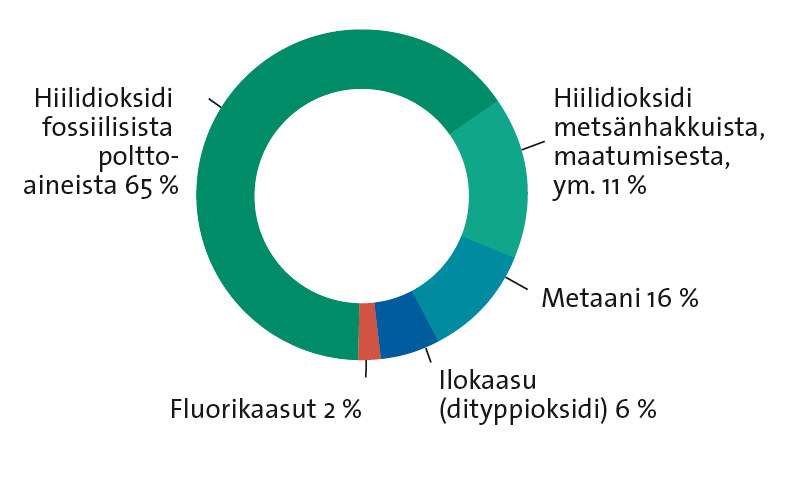 Hiilidioksidi
fossiilisista
poltto-
aineista 65 %
Hiilidioksidi
metsänhakkuista,
maatumisesta,
ym. 11 %
Metaani 16 %
Ilokaasu
(dityppioksidi) 6 %
Fluorikaasut 2 %